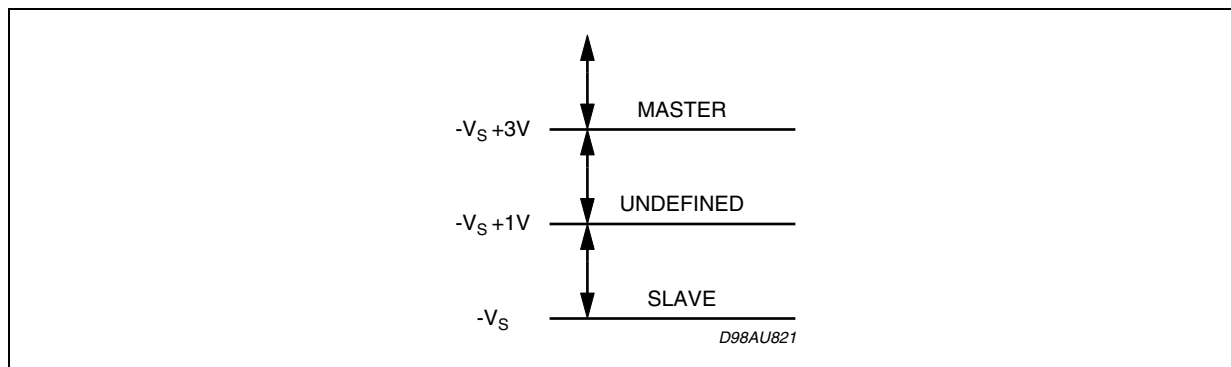 MASTER
-VS +3V
UNDEFINED
-VS +1V
SLAVE
-VS
D98AU821